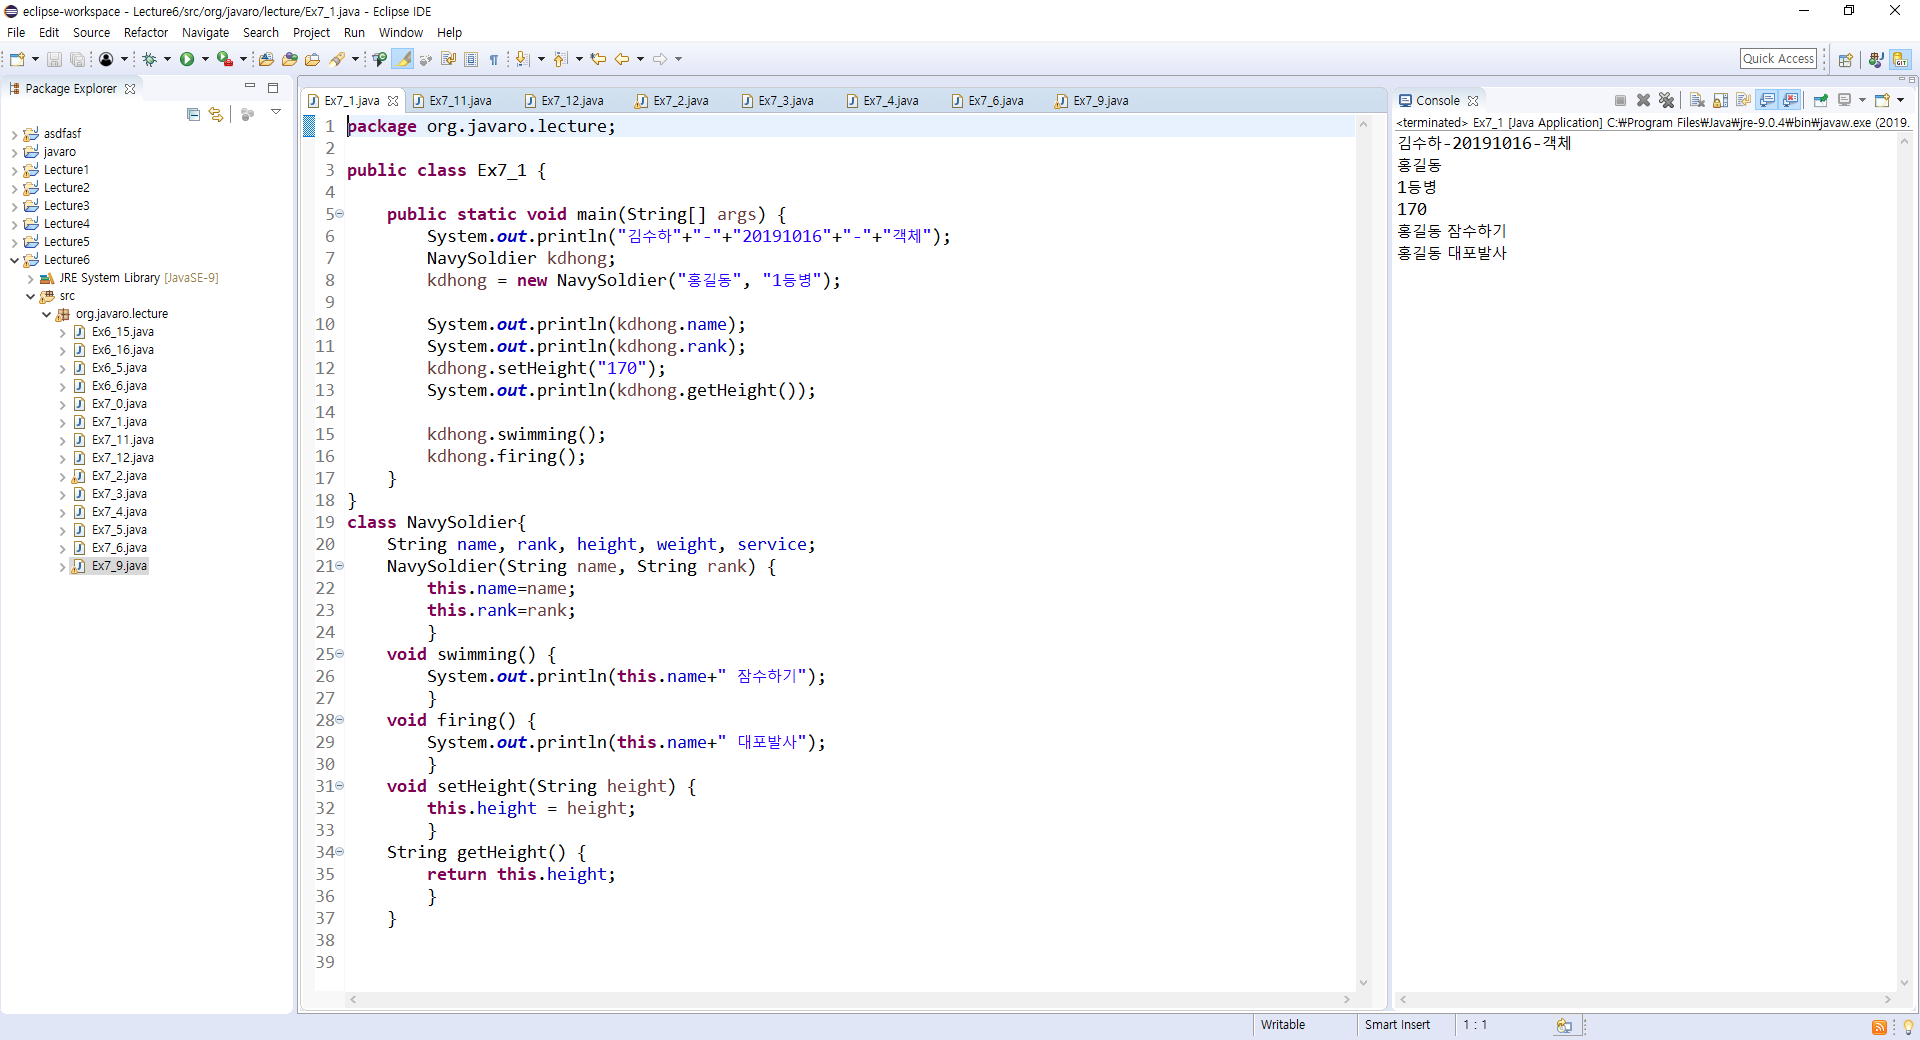 eclipse-workspace - Lecture6/src/org/javaro/lecture/Ex7_1.java - Eclipse IDE
File Edit Source Refactor Navigate Search Project Run Window Help
Quick Access
Package Explorer
asdfasf
javaro
Lecture1
Lecture2
Lecture3
Lecture4
Lecture5
Lecture6
JRE System Library [JavaSE-9]
src
org.javaro.lecture
Ex6_15.java
Ex6_16.java
Ex6_5.java
Ex6_6.java
Ex7_0.java
Ex7_1.java
Ex7_11.java
Ex7_12.java
Ex7_2.java
Ex7_3.java
Ex7_4.java
Ex7_5.java
Ex7_6.java
Ex7_9.java
Ex7_1.java Ex7_11.java Ex7_12.java Ex7_2.java Ex7_3.java Ex7_4.java Ex7_6.java Ex7_9.java
1 package org.javaro.lecture;
2
3 public class Ex7_1 {
4
5 public static void main(String[] args) {
6 System.out.println("김수하"+"-"+"20191016"+"-"+"객체");
7 NavySoldier kdhong;
8 kdhong = new NavySoldier("홍길동", "1등병");
9
10 System.out.println(kdhong.name);
11 System.out.println(kdhong.rank);
12 kdhong.setHeight("170");
13 System.out.println(kdhong.getHeight());
14
15 kdhong.swimming();
16 kdhong.firing();
17 }
18 }
19 class NavySoldier{
20 String name, rank, height, weight, service;
21 NavySoldier(String name, String rank) {
22 this.name=name;
23 this.rank=rank;
24 }
25 void swimming() {
26 System.out.println(this.name+" 잠수하기");
27 }
28 void firing() {
29 System.out.println(this.name+" 대포발사");
30 }
31 void setHeight(String height) {
32 this.height = height;
33 }
34 String getHeight() {
35 return this.height;
36 }
37 }
38
39
Console
<terminated> Ex7_1 [Java Application] C:₩Program Files₩Java₩jre-9.0.4₩bin₩javaw.exe (2019.
김수하-20191016-객체
홍길동
1등병
170
홍길동 잠수하기
홍길동 대포발사
Writable Smart Insert 1 : 1